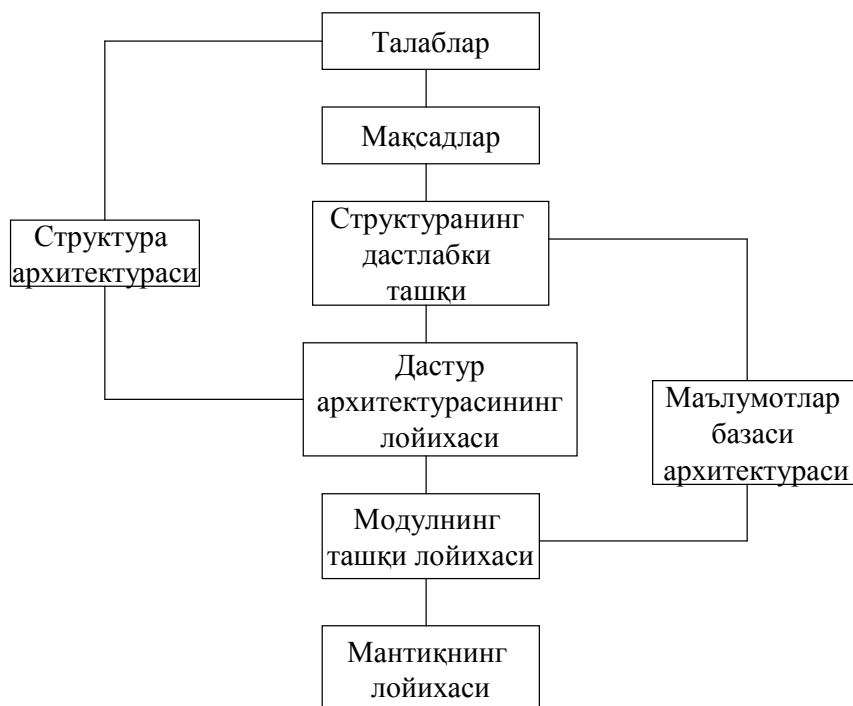 Талаблар
Мақсадлар
Структура
архитектураси
Структуранинг
дастлабки
ташқи
Дастур
архитектурасининг
лойихаси
Маълумотлар
базаси
архитектураси
Модулнинг
ташқи лойихаси
Мантиқнинг
лойихаси